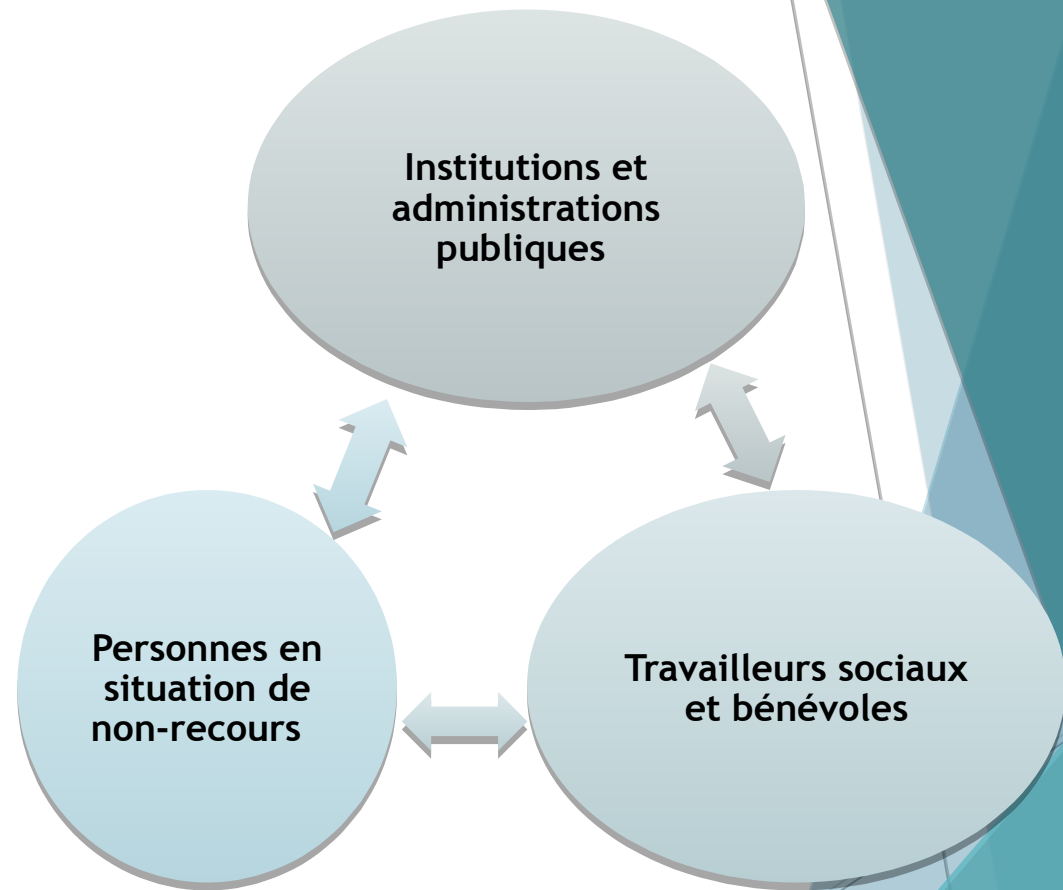 Institutions et
administrations
publiques
Personnes en
situation de
non-recours
Travailleurs sociaux
et bénévoles